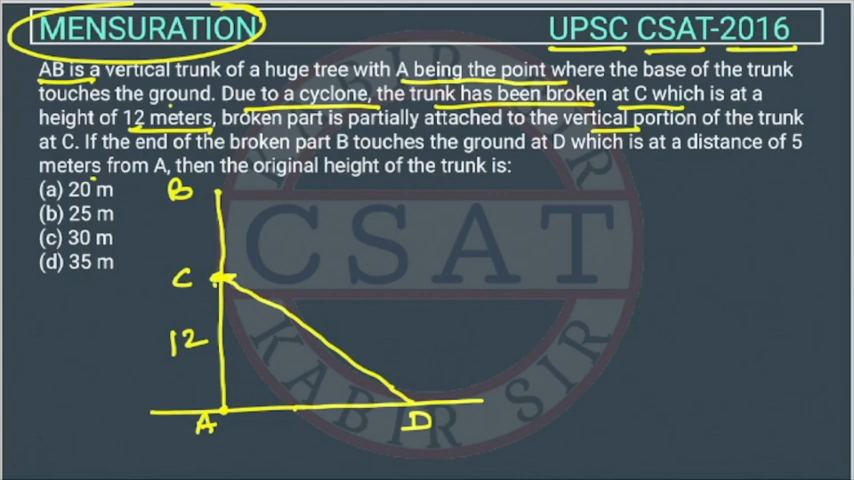 MENSURATION UPSC CSAT-2016
AB is a vertical trunk of a huge tree with A being the point where the base of the trunk
touches the ground. Due to a cyclone, the trunk has been broken at C which is at a
height of 12 meters, broken part is partially attached to the vertical portion of the trunk
at C. If the end of the broken part B touches the ground at D which is at a distance of 5
meters from A, then the original height of the trunk is:
(a) 20 m
(b) 25 m
(c) 30 m
(d) 35 m
B
C
12
A D
KABIR SIR
CSAT
KABIR SIR